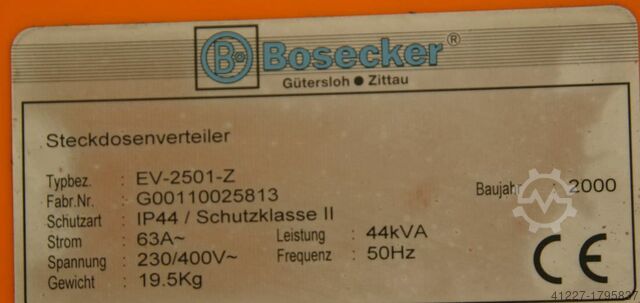 B Bosecker®
Gütersloh ● Zittau
Steckdosenverteiler
Typbez. : EV-2501-Z
Fabr.Nr. : G00110025813 Baujahr : 2000
Schutzart : IP44 / Schutzklasse II
Strom : 63A~ Leistung : 44kVA
Spannung : 230/400V~ Frequenz : 50Hz
Gewicht : 19.5Kg CE
41227-1795827